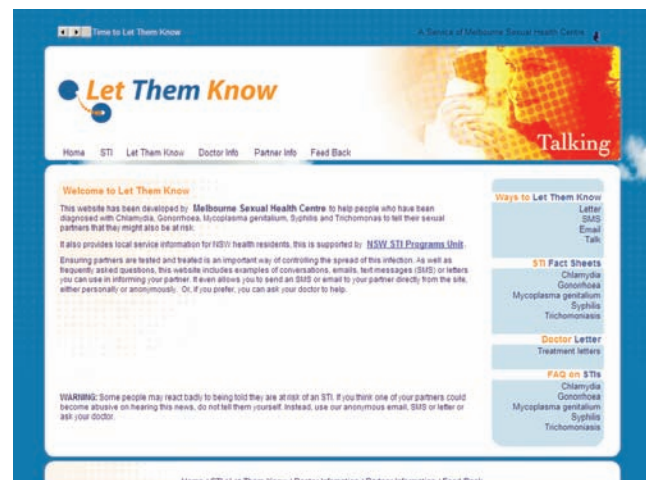 Time to Let Them Know
A Service of Melbourne Sexual Health Centre
Let Them Know
Talking
Home STI Let Them Know Doctor Info Partner Info Feed Back
Welcome to Let Them Know
This website has been developed by Melbourne Sexual Health Centre to help people who have been
diagnosed with Chlamydia, Gonorrhoea, Mycoplasma genitalium, Syphilis and Trichomonas to tell their sexual
partners that they might also be at risk.
It also provides local service information for NSW health residents, this is supported by NSW STI Programs Unit.
Ensuring partners are tested and treated is an important way of controlling the spread of this infection. As well as
frequently asked questions, this website includes examples of conversations, emails, text messages (SMS) or letters
you can use in informing your partner. It even allows you to send an SMS or email to your partner directly from the site,
either personally or anonymously. Or, if you prefer, you can ask your doctor to help.
WARNING: Some people may react badly to being told they are at risk of an STI. If you think one of your partners could
become abusive on hearing this news, do not tell them yourself. Instead, use our anonymous email, SMS or letter or
ask your doctor.
Ways to Let Them Know
Letter
SMS
Email
Talk
STI Fact Sheets
Chlamydia
Gonorrhoea
Mycoplasma genitalium
Syphilis
Trichomoniasis
Doctor Letter
Treatment letters
FAQ on STIs
Chlamydia
Gonorrhoea
Mycoplasma genitalium
Syphilis
Trichomoniasis